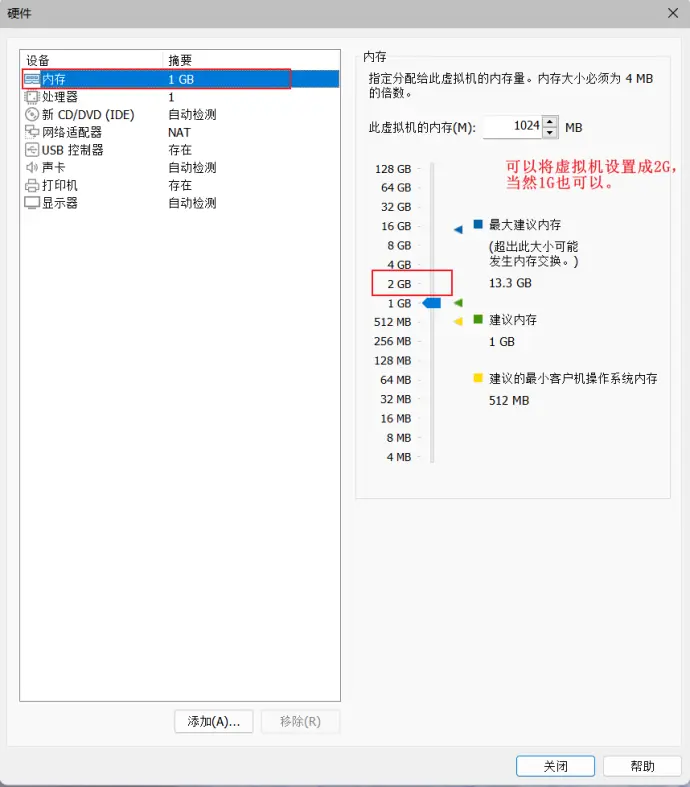 硬件
设备 摘要
内存 1 GB
处理器 1
新 CD/DVD (IDE) 自动检测
网络适配器 NAT
USB 控制器 存在
声卡 自动检测
打印机 存在
显示器 自动检测
添加(A)... 移除(R)
内存
指定分配给此虚拟机的内存量。内存大小必须为 4 MB
的倍数。
此虚拟机的内存(M): 1024 MB
可以将虚拟机设置成2G,
当然1G也可以。
128 GB
64 GB
32 GB
16 GB
8 GB
4 GB
2 GB
1 GB
512 MB
256 MB
128 MB
64 MB
32 MB
16 MB
8 MB
4 MB
最大建议内存
(超出此大小可能
发生内存交换。)
13.3 GB
建议内存
1 GB
建议的最小客户机操作系统内存
512 MB
关闭 帮助